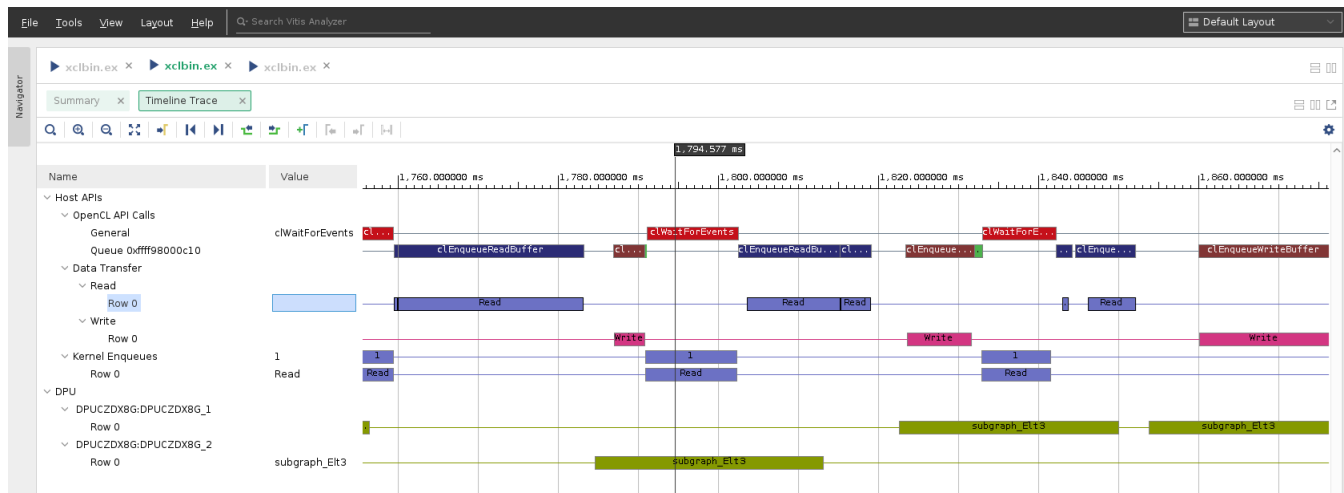 File Tools View Layout Help Search Vitis Analyzer Default Layout
Navigator
xclbin.ex × xclbin.ex × xclbin.ex ×
Summary × Timeline Trace ×
1,794.577 ms
Name Value 1,760.000000 ms 1,780.000000 ms 1,800.000000 ms 1,820.000000 ms 1,840.000000 ms 1,860.000000 ms
Host APIs
OpenCL API Calls
General clWaitForEvents cl... clWaitForEvents clWaitForE...
Queue 0xffff98000c10 clEnqueueReadBuffer cl... clEnqueueReadBu... cl... clEnqueue... . .. clEnque... clEnqueueWriteBuffer
Data Transfer
Read
Row 0 Read Read Read Read
Write
Row 0 Write Write Write
Kernel Enqueues 1 1 1 1
Row 0 Read Read Read Read
DPU
DPUCZDX8G:DPUCZDX8G_1
Row 0 . subgraph_Elt3 subgraph_Elt3
DPUCZDX8G:DPUCZDX8G_2
Row 0 subgraph_Elt3 subgraph_Elt3